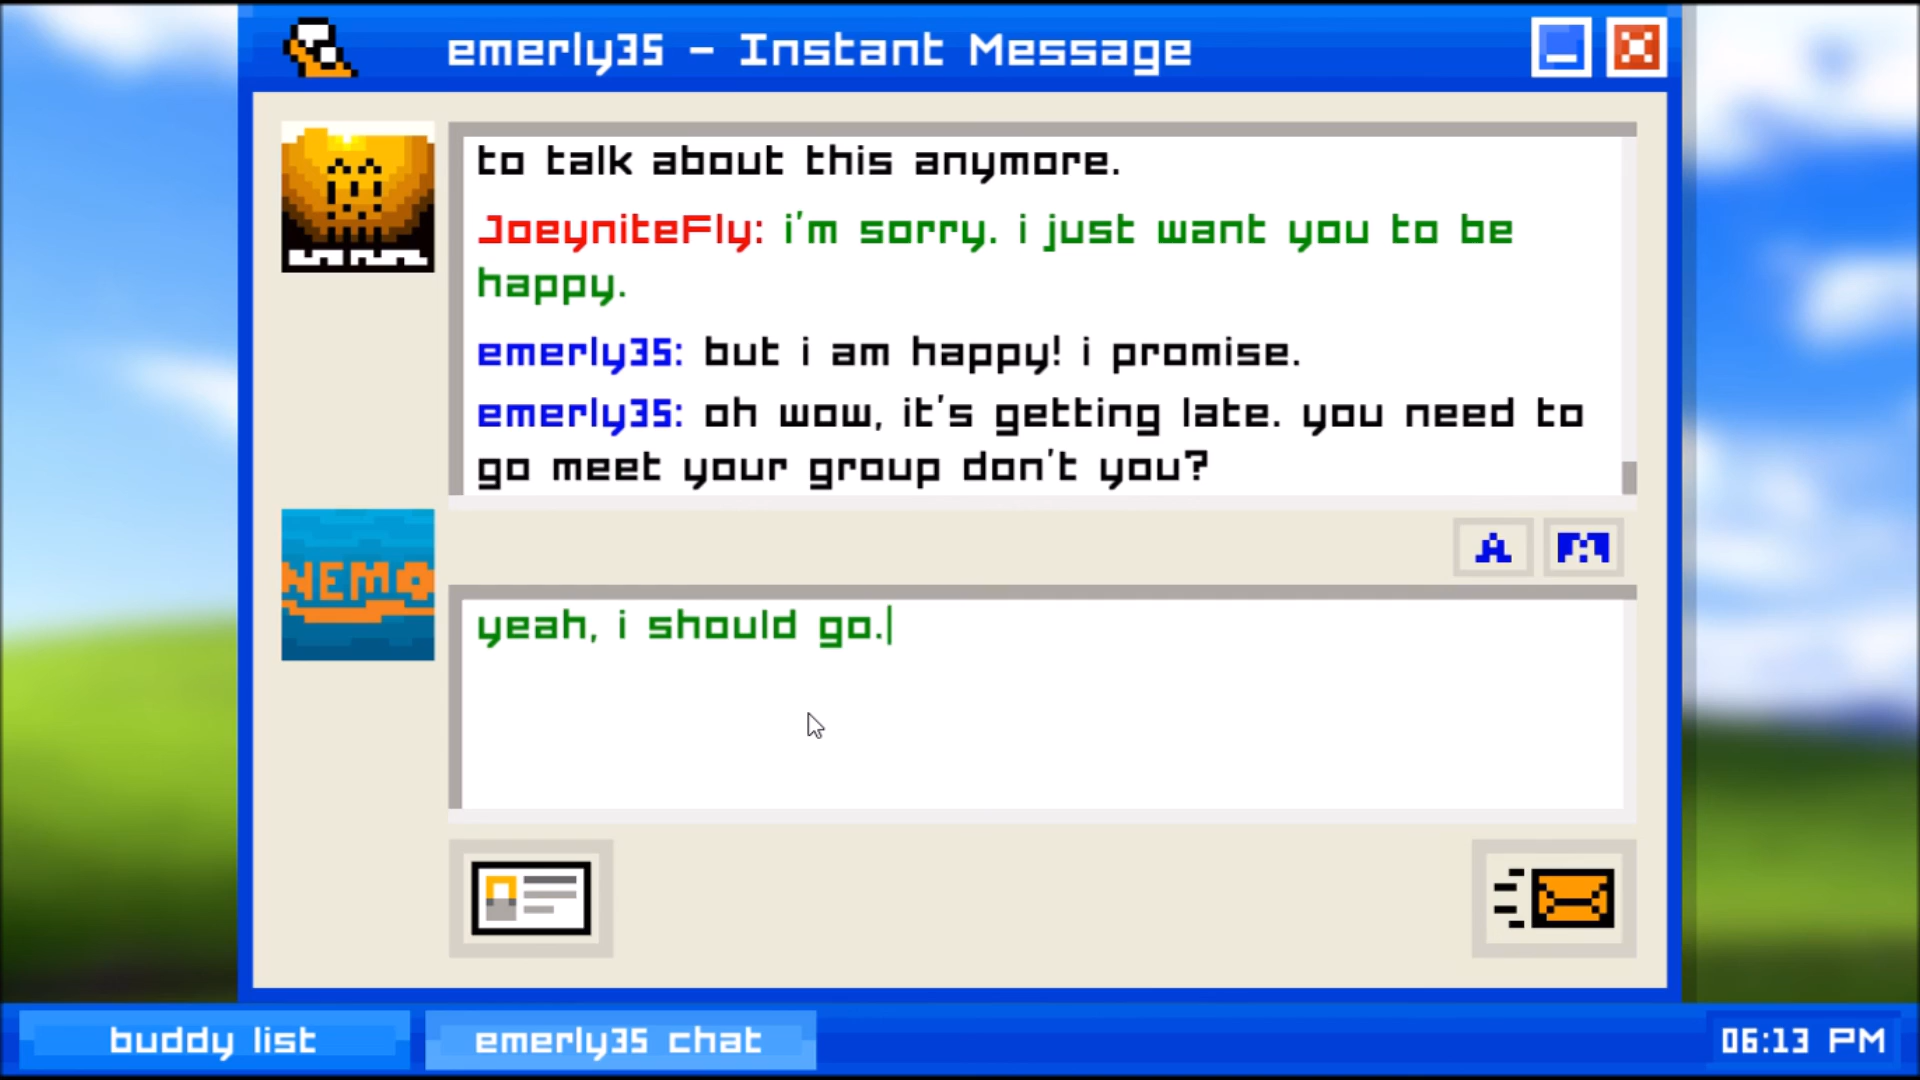 emerly35 - Instant Message
to talk about this anymore.
JoeyniteFly: i'm sorry. i just want you to be
happy.
emerly35: but i am happy! i promise.
emerly35: oh wow, it's getting late. you need to
go meet your group don't you?
A M
NEMO
yeah, i should go.
buddy list
emerly35 chat
06:13 PM